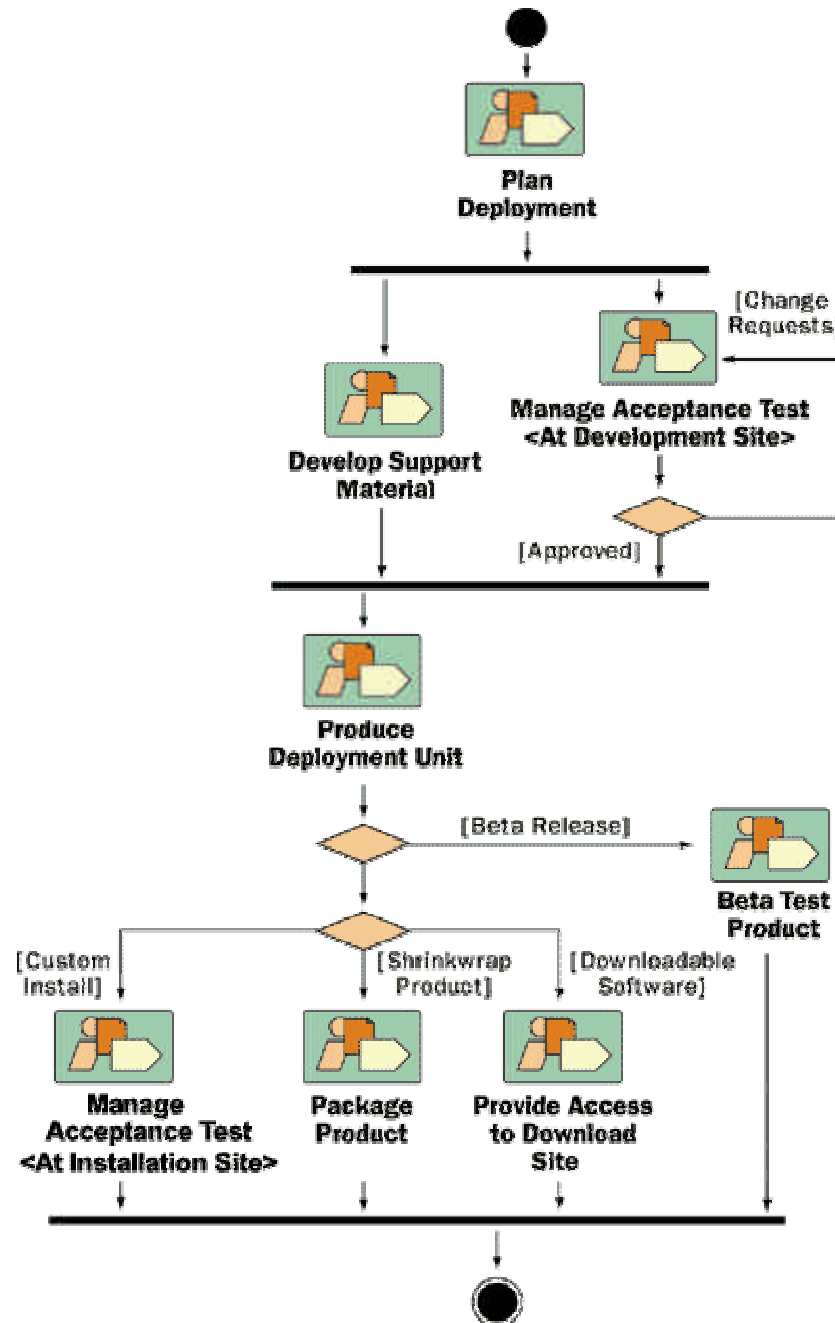 Plan
Deployment
[Change
Requests]
Manage Acceptance Test
<At Development Site>
Develop Support
Material
[Approved]
Produce
Deployment Unit
[Beta Release]
Beta Test
Product
[Custom
Install]
[Shrinkwrap
Product]
[Downloadable
Software]
Manage
Acceptance Test
<At Installation Site>
Package
Product
Provide Access
to Download
Site